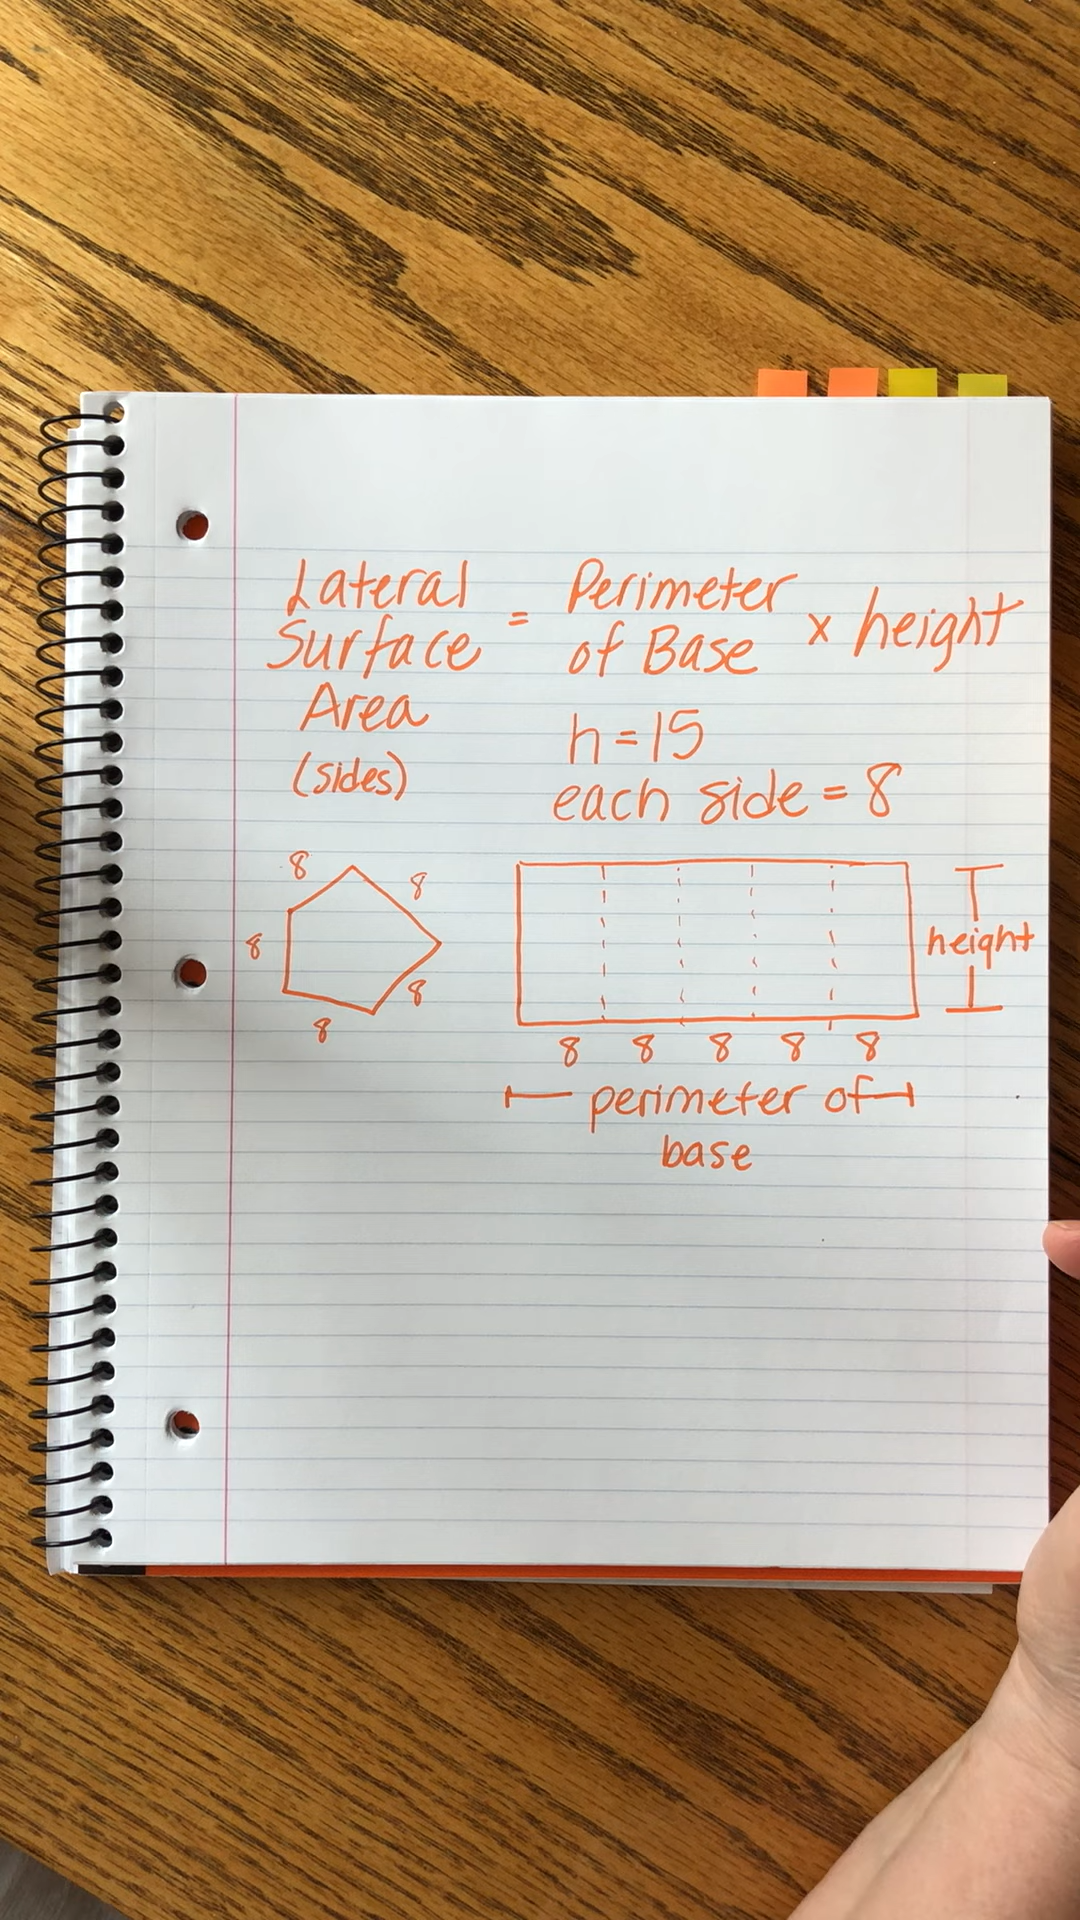 Lateral
Surface
Area
(sides)
=
Perimeter
of Base
x height
h = 15
each side = 8
8
8
8
8
8
height
8 8 8 8 8
perimeter of
base